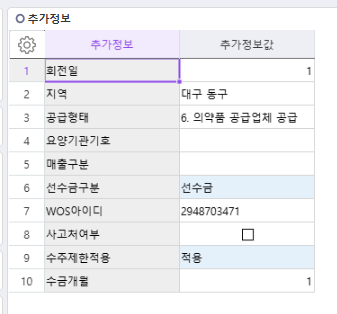 추가정보
추가정보 추가정보값
1 회전일 1
2 지역 대구 동구
3 공급형태 6. 의약품 공급업체 공급
4 요양기관기호
5 매출구분
6 선수금구분 선수금
7 WOS아이디 2948703471
8 사고처여부
9 수주제한적용 적용
10 수금개월 1